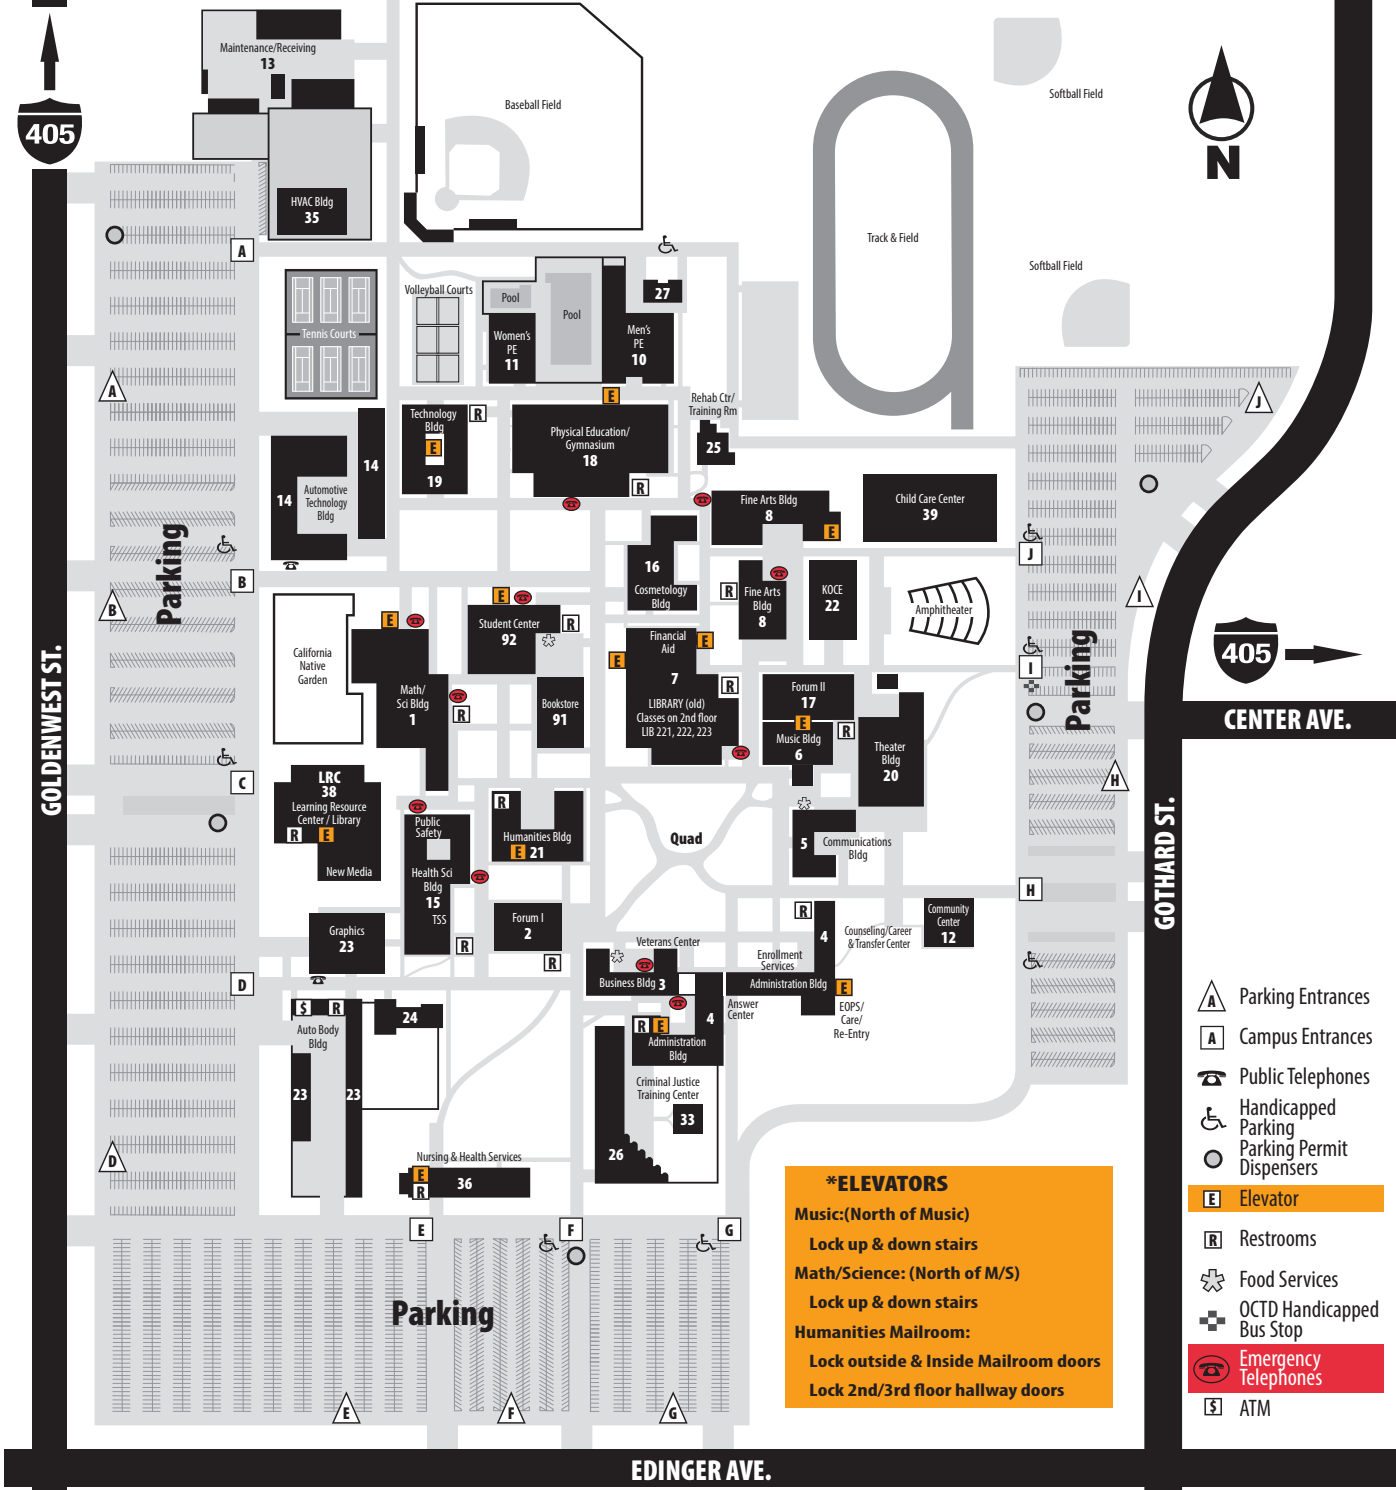 Maintenance/Receiving
13
405
Baseball Field
Softball Field
N
HVAC Bldg
35
Track & Field
A
Softball Field
27
Volleyball Courts
Pool
Pool
Tennis Courts
Women's
PE
11
Men's
PE
10
A
E
J
Rehab Ctr/
Training Rm
25
Technology
Bldg
E
19
R
Physical Education/
Gymnasium
18
R
14
14
Automotive
Technology
Bldg
Fine Arts Bldg
8
E
Child Care Center
39
Parking
J
B
16
Cosmetology
Bldg
R
Fine Arts
Bldg
8
KOCE
22
Amphitheater
I
B
E
E
Student Center
92
R
Financial
Aid
E
E
7
LIBRARY (old)
Classes on 2nd floor
LIB 221, 222, 223
R
405
GOLDENWEST ST.
California
Native
Garden
Math/
Sci Bldg
1
R
Bookstore
91
Forum II
17
E
Music Bldg
6
R
Theater
Bldg
20
I
Parking
CENTER AVE.
C
LRC
38
Learning Resource
Center / Library
R
E
New Media
H
Public
Safety
Health Sci
Bldg
15
TSS
R
R
Humanities Bldg
E
21
Quad
5
Communications
Bldg
GOTHARD ST.
H
Graphics
23
Forum I
2
R
R
4
Counseling/Career
& Transfer Center
Community
Center
12
Veterans Center
Enrollment
Services
D
Business Bldg 3
Administration Bldg
E
EOPS/
Care/
Re-Entry
Answer
Center
4
$
R
Auto Body
Bldg
24
R
E
Administration
Bldg
23
23
Criminal Justice
Training Center
33
26
D
Nursing & Health Services
E
R
36
E
F
G
Parking
E
F
G
*ELEVATORS
Music:(North of Music)
Lock up & down stairs
Math/Science: (North of M/S)
Lock up & down stairs
Humanities Mailroom:
Lock outside & Inside Mailroom doors
Lock 2nd/3rd floor hallway doors
A Parking Entrances
A Campus Entrances
Public Telephones
Handicapped
Parking
Parking Permit
Dispensers
E Elevator
R Restrooms
Food Services
OCTD Handicapped
Bus Stop
Emergency
Telephones
$ ATM
EDINGER AVE.